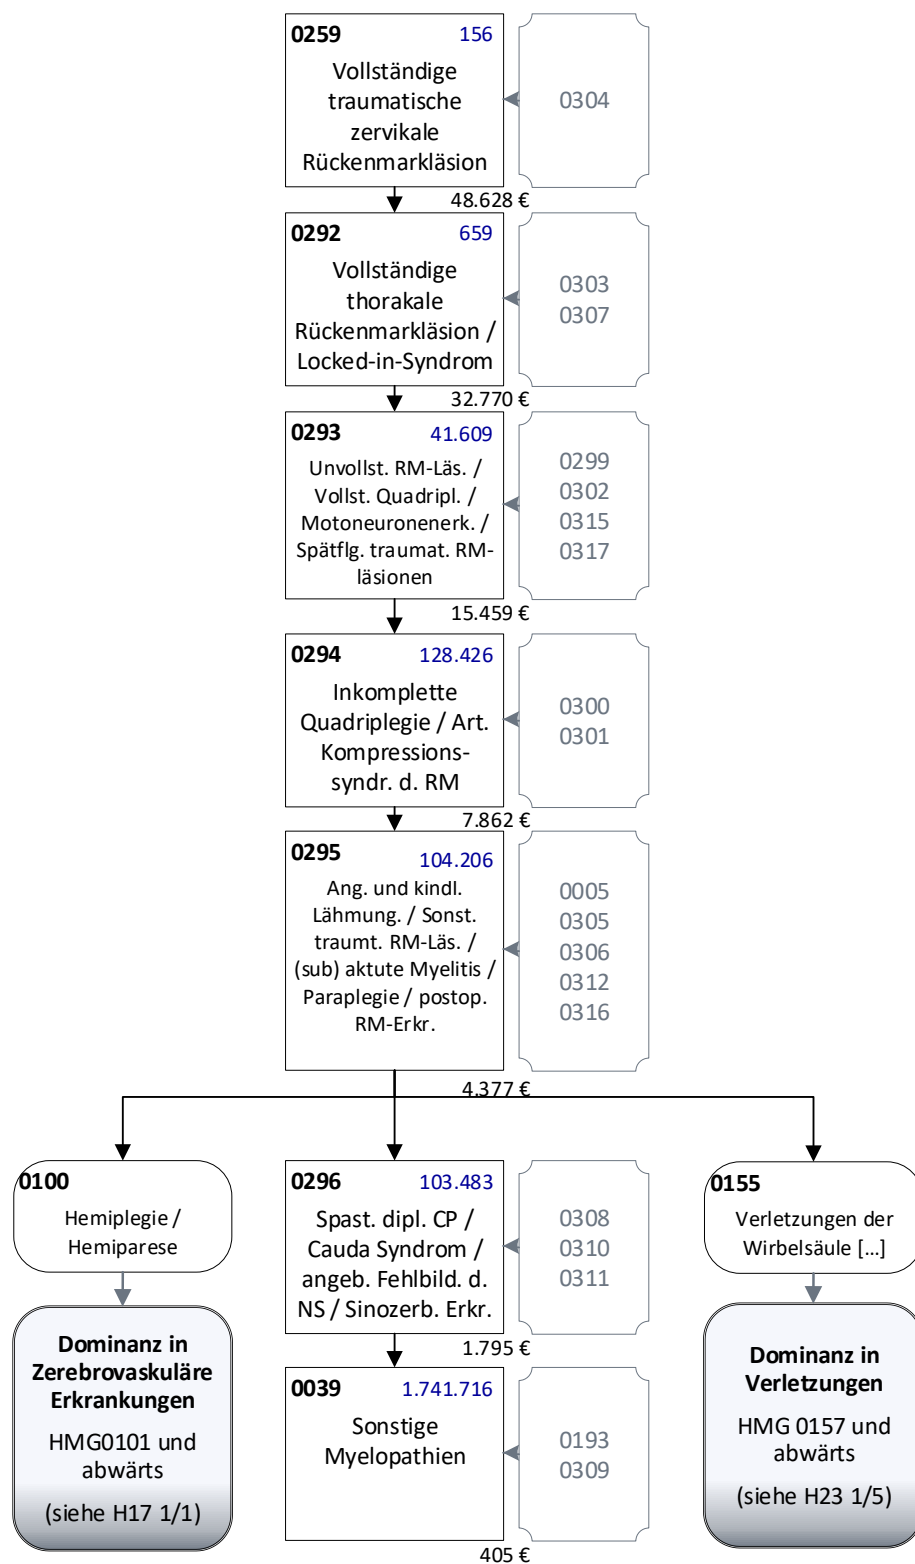 0259 156
Vollständige
traumatische
zervikale
Rückenmarkläsion
0304
48.628 €
0292 659
Vollständige
thorakale
Rückenmarkläsion /
Locked-in-Syndrom
0303
0307
32.770 €
0293 41.609
Unvollst. RM-Läs. /
Vollst. Quadripl. /
Motoneuronenerk. /
Spätflg. traumat. RM-
läsionen
0299
0302
0315
0317
15.459 €
0294 128.426
Inkomplette
Quadriplegie / Art.
Kompressions-
syndr. d. RM
0300
0301
7.862 €
0295 104.206
Ang. und kindl.
Lähmung. / Sonst.
traumt. RM-Läs. /
(sub) aktute Myelitis /
Paraplegie / postop.
RM-Erkr.
0005
0305
0306
0312
0316
4.377 €
0100
Hemiplegie /
Hemiparese
Dominanz in
Zerebrovaskuläre
Erkrankungen
HMG0101 und
abwärts
(siehe H17 1/1)
0296 103.483
Spast. dipl. CP /
Cauda Syndrom /
angeb. Fehlbild. d.
NS / Sinozerb. Erkr.
0308
0310
0311
1.795 €
0039 1.741.716
Sonstige
Myelopathien
0193
0309
405 €
0155
Verletzungen der
Wirbelsäule [...]
Dominanz in
Verletzungen
HMG 0157 und
abwärts
(siehe H23 1/5)